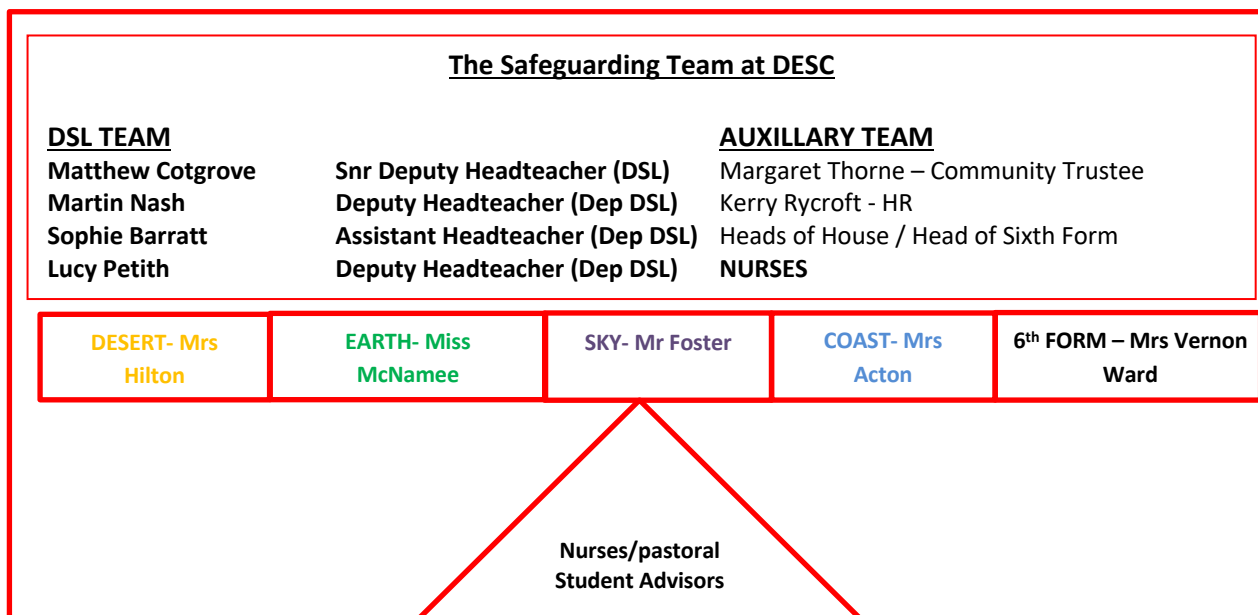 The Safeguarding Team at DESC
DSL TEAM AUXILLARY TEAM
Matthew Cotgrove Snr Deputy Headteacher (DSL) Margaret Thorne – Community Trustee
Martin Nash Deputy Headteacher (Dep DSL) Kerry Rycroft - HR
Sophie Barratt Assistant Headteacher (Dep DSL) Heads of House / Head of Sixth Form
Lucy Petith Deputy Headteacher (Dep DSL) NURSES
DESERT- Mrs
Hilton
EARTH- Miss
McNamee
SKY- Mr Foster
COAST- Mrs
Acton
6th FORM – Mrs Vernon
Ward
Nurses/pastoral
Student Advisors